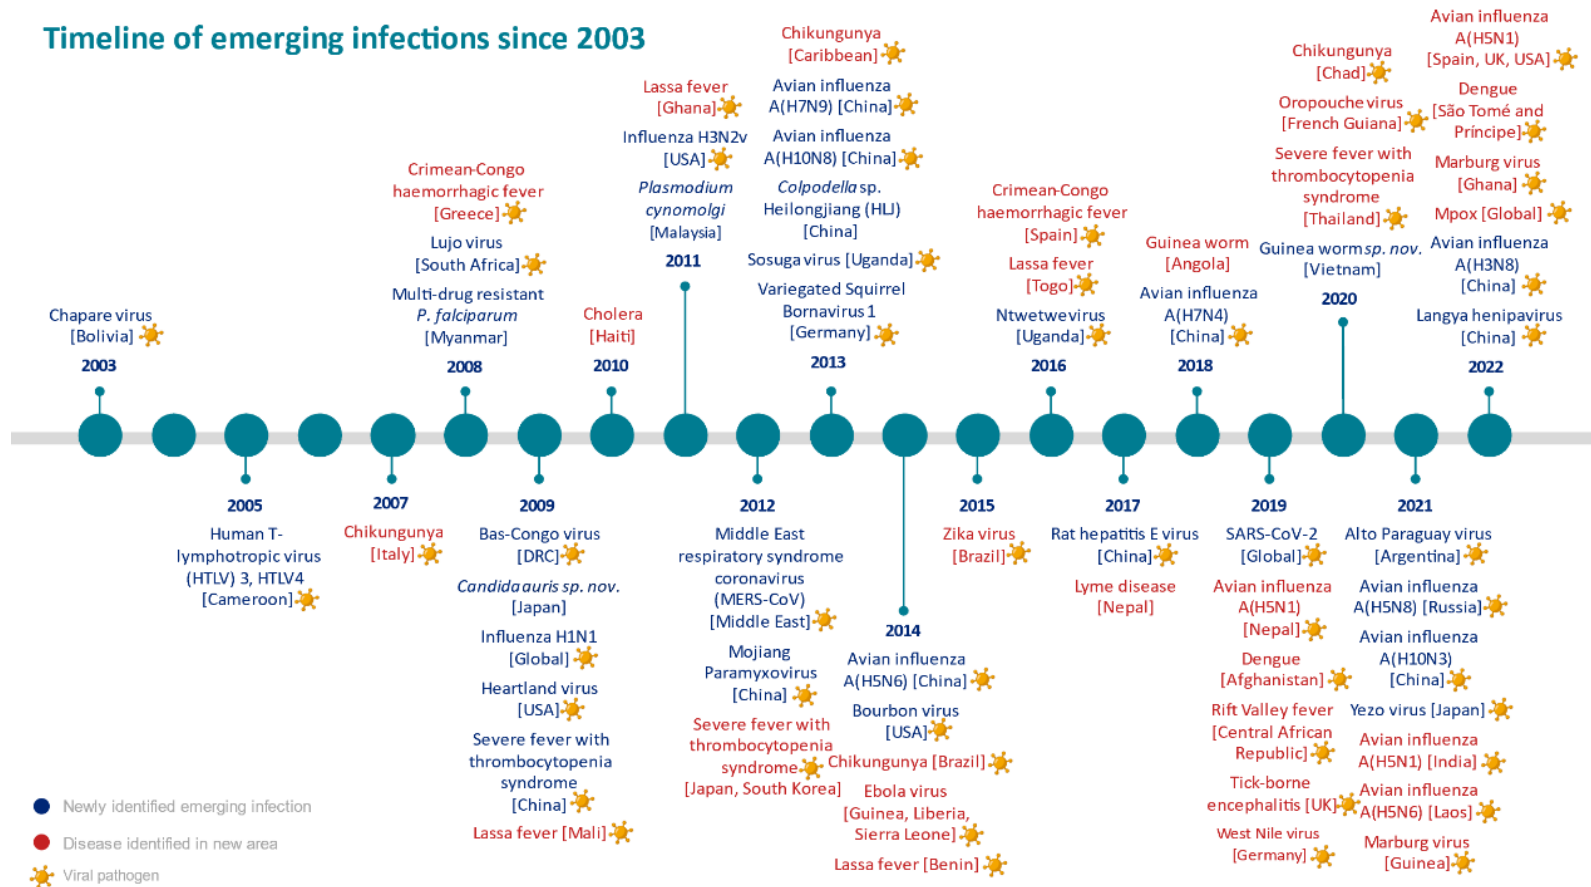 Timeline of emerging infections since 2003
Chapare virus
[Bolivia]
2003
2005
Human T-
lymphotropic virus
(HTLV) 3, HTLV4
[Cameroon]
2007
Chikungunya
[Italy]
Crimean-Congo
haemorrhagic fever
[Greece]
Lujo virus
[South Africa]
Multi-drug resistant
P. falciparum
[Myanmar]
2008
2009
Bas-Congo virus
[DRC]
Candida auris sp. nov.
[Japan]
Influenza H1N1
[Global]
Heartland virus
[USA]
Severe fever with
thrombocytopenia
syndrome
[China]
Lassa fever [Mali]
Cholera
[Haiti]
2010
Lassa fever
[Ghana]
Influenza H3N2v
[USA]
Plasmodium
cynomolgi
[Malaysia]
2011
2012
Middle East
respiratory syndrome
coronavirus
(MERS-CoV)
[Middle East]
Mojiang
Paramyxovirus
[China]
Severe fever with
thrombocytopenia
syndrome
[Japan, South Korea]
Chikungunya
[Caribbean]
Avian influenza
A(H7N9) [China]
Avian influenza
A(H10N8) [China]
Colpodella sp.
Heilongjiang (HLJ)
[China]
Sosuga virus [Uganda]
Variegated Squirrel
Bornavirus 1
[Germany]
2013
2014
Avian influenza
A(H5N6) [China]
Bourbon virus
[USA]
Chikungunya [Brazil]
Ebola virus
[Guinea, Liberia,
Sierra Leone]
Lassa fever [Benin]
2015
Zika virus
[Brazil]
Crimean-Congo
haemorrhagic fever
[Spain]
Lassa fever
[Togo]
Ntwetwe virus
[Uganda]
2016
2017
Rat hepatitis E virus
[China]
Lyme disease
[Nepal]
Guinea worm
[Angola]
Avian influenza
A(H7N4)
[China]
2018
2019
SARS-CoV-2
[Global]
Avian influenza
A(H5N1)
[Nepal]
Dengue
[Afghanistan]
Rift Valley fever
[Central African
Republic]
Tick-borne
encephalitis [UK]
West Nile virus
[Germany]
Chikungunya
[Chad]
Oropouche virus
[French Guiana]
Severe fever with
thrombocytopenia
syndrome
[Thailand]
Guinea worm sp. nov.
[Vietnam]
2020
2021
Alto Paraguay virus
[Argentina]
Avian influenza
A(H5N8) [Russia]
Avian influenza
A(H10N3)
[China]
Yezo virus [Japan]
Avian influenza
A(H5N1) [India]
Avian influenza
A(H5N6) [Laos]
Marburg virus
[Guinea]
Avian influenza
A(H5N1)
[Spain, UK, USA]
Dengue
[São Tomé and
Príncipe]
Marburg virus
[Ghana]
Mpox [Global]
Avian influenza
A(H3N8)
[China]
Langya henipavirus
[China]
2022
Newly identified emerging infection
Disease identified in new area
Viral pathogen